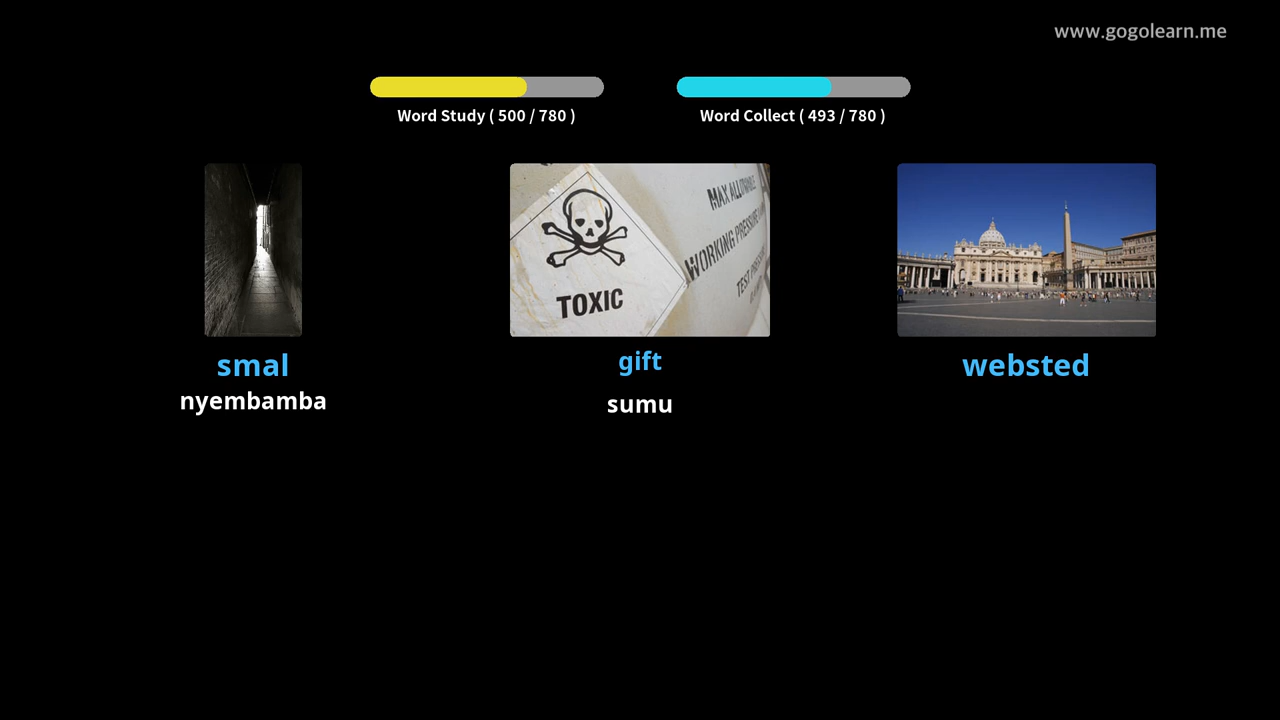 www.gogolearn.me
Word Study ( 500 / 780 )
Word Collect ( 493 / 780 )
MAX ALLOWABLE
WORKING PRESSURE
TEST
TOXIC
smal
gift
websted
nyembamba
sumu